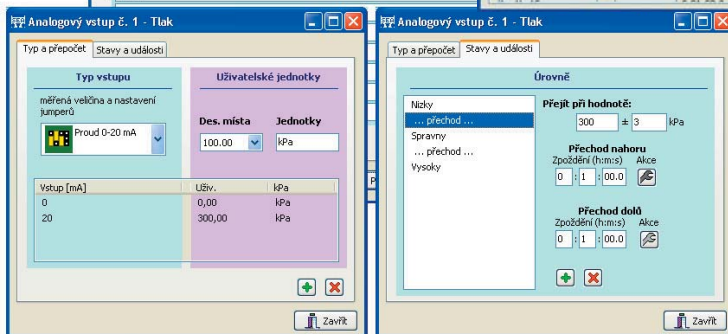 Analogový vstup č. 1 - Tlak
Typ a přepočet
Stavy a události
Typ vstupu
měřená veličina a nastavení
jumperů
Proud 0-20 mA
Uživatelské jednotky
Des. místa
Jednotky
100.00
kPa
Vstup [mA]
Uživ.
kPa
0
0,00
kPa
20
300,00
kPa
Zavřít
Analogový vstup č. 1 - Tlak
Typ a přepočet
Stavy a události
Úrovně
Nizky
... přechod ...
Spravny
... přechod ...
Vysoky
Přejít při hodnotě:
300 ± 3 kPa
Přechod nahoru
Zpoždění (h:m:s) Akce
0 : 1 : 00.0
Přechod dolů
Zpoždění (h:m:s) Akce
0 : 1 : 00.0
Zavřít